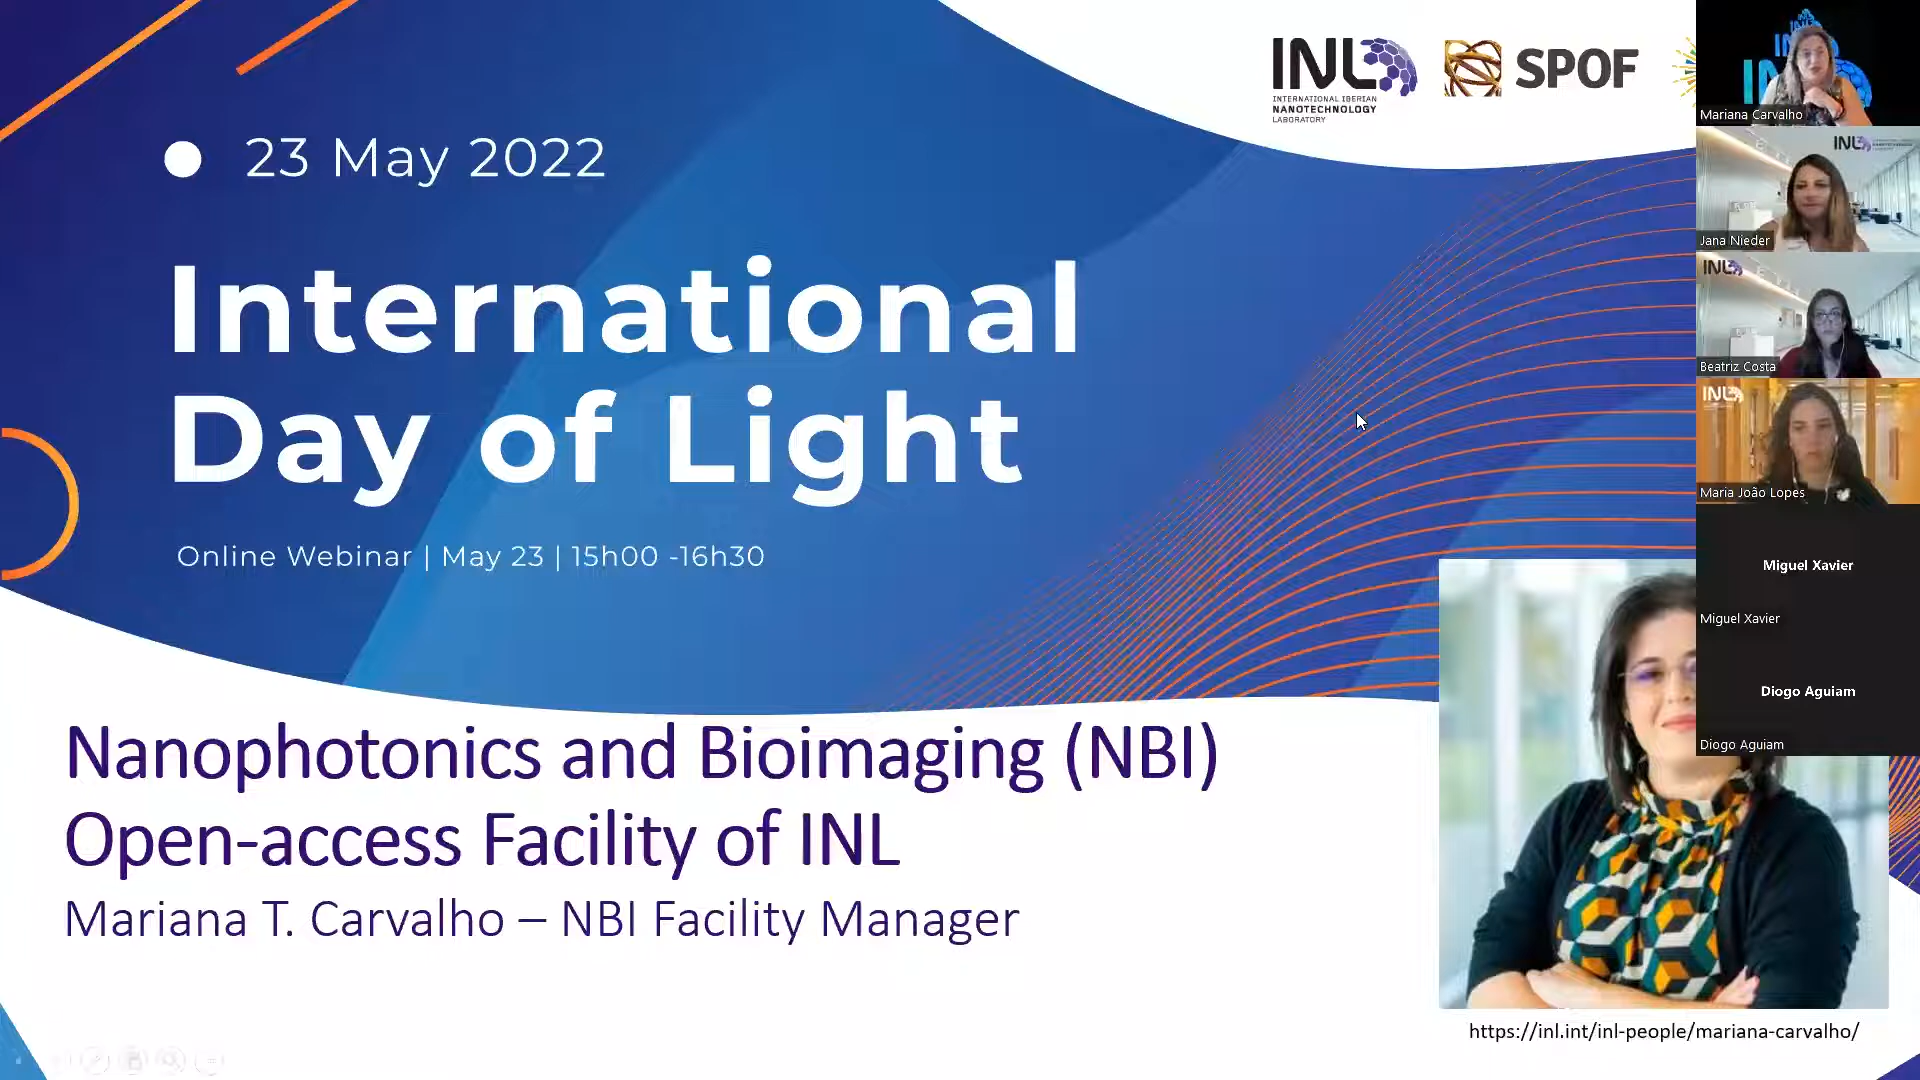 INL
INTERNATIONAL IBERIAN
NANOTECHNOLOGY
LABORATORY
SPOF
23 May 2022
International
Day of Light
Online Webinar | May 23 | 15h00 -16h30
Nanophotonics and Bioimaging (NBI)
Open-access Facility of INL
Mariana T. Carvalho – NBI Facility Manager
https://inl.int/inl-people/mariana-carvalho/
Mariana Carvalho
INL
Jana Nieder
INL
Beatriz Costa
INL
Maria João Lopes
Miguel Xavier
Miguel Xavier
Diogo Aguiam
Diogo Aguiam